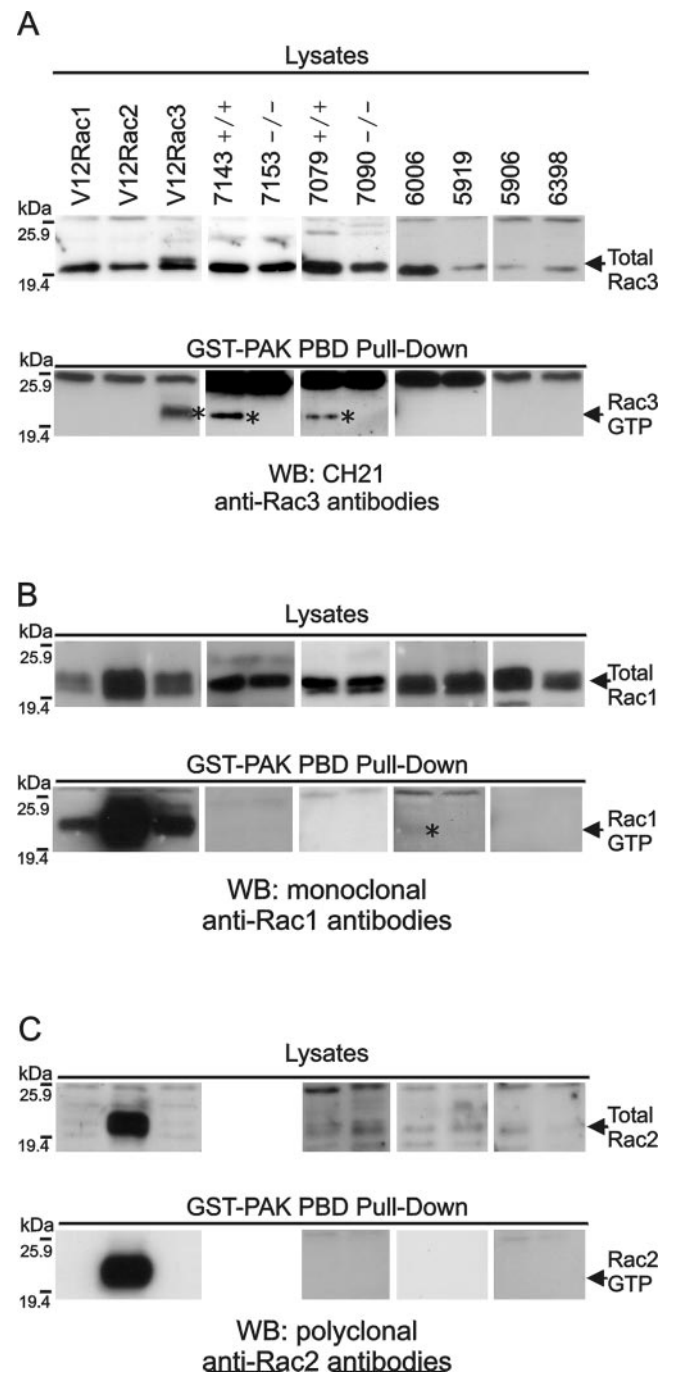 A
Lysates
V12Rac1 V12Rac2 V12Rac3 7143 +/+ 7153 -/- 7079 +/+ 7090 -/- 6006 5919 5906 6398
kDa
25.9
19.4
Total
Rac3
GST-PAK PBD Pull-Down
kDa
25.9
19.4
* * *
Rac3
GTP
WB: CH21
anti-Rac3 antibodies
B
Lysates
kDa
25.9
19.4
Total
Rac1
GST-PAK PBD Pull-Down
kDa
25.9
19.4
*
Rac1
GTP
WB: monoclonal
anti-Rac1 antibodies
C
Lysates
kDa
25.9
19.4
Total
Rac2
GST-PAK PBD Pull-Down
kDa
25.9
19.4
Rac2
GTP
WB: polyclonal
anti-Rac2 antibodies